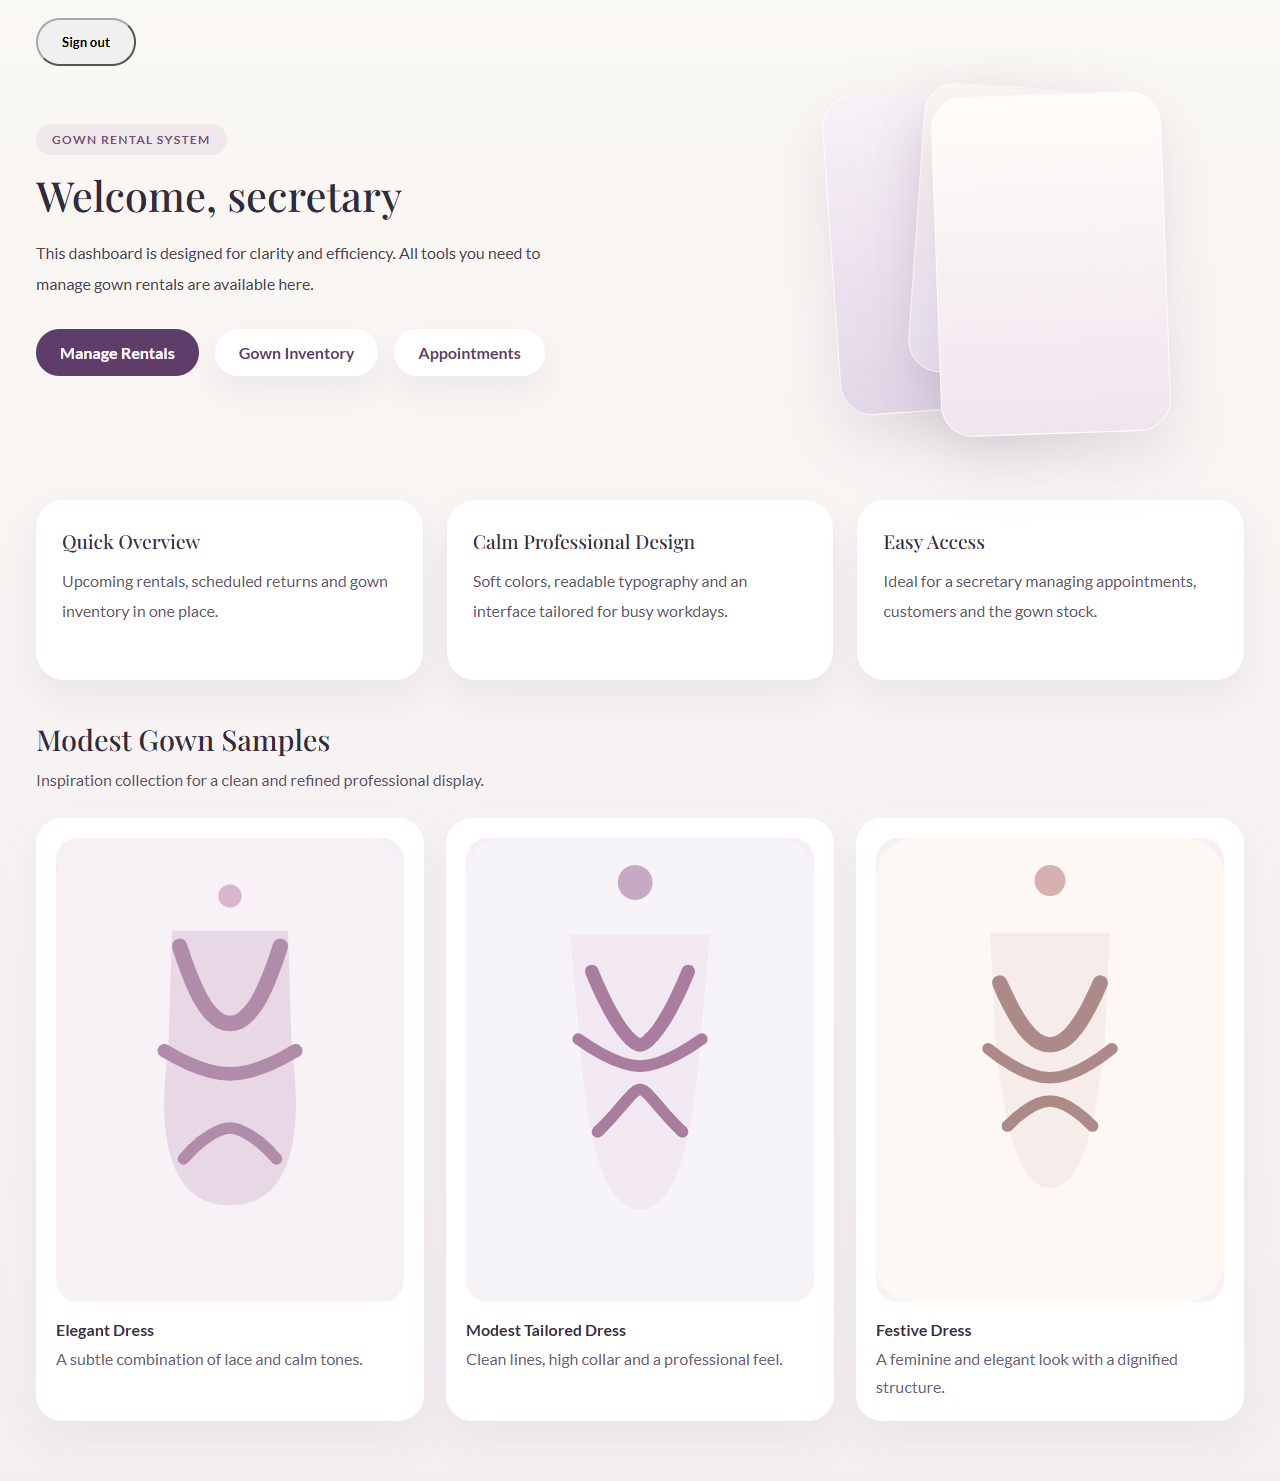 Sign out
GOWN RENTAL SYSTEM
Welcome, secretary
This dashboard is designed for clarity and efficiency. All tools you need to
manage gown rentals are available here.
Manage Rentals
Gown Inventory
Appointments
Quick Overview
Upcoming rentals, scheduled returns and gown
inventory in one place.
Calm Professional Design
Soft colors, readable typography and an
interface tailored for busy workdays.
Easy Access
Ideal for a secretary managing appointments,
customers and the gown stock.
Modest Gown Samples
Inspiration collection for a clean and refined professional display.
Elegant Dress
A subtle combination of lace and calm tones.
Modest Tailored Dress
Clean lines, high collar and a professional feel.
Festive Dress
A feminine and elegant look with a dignified
structure.